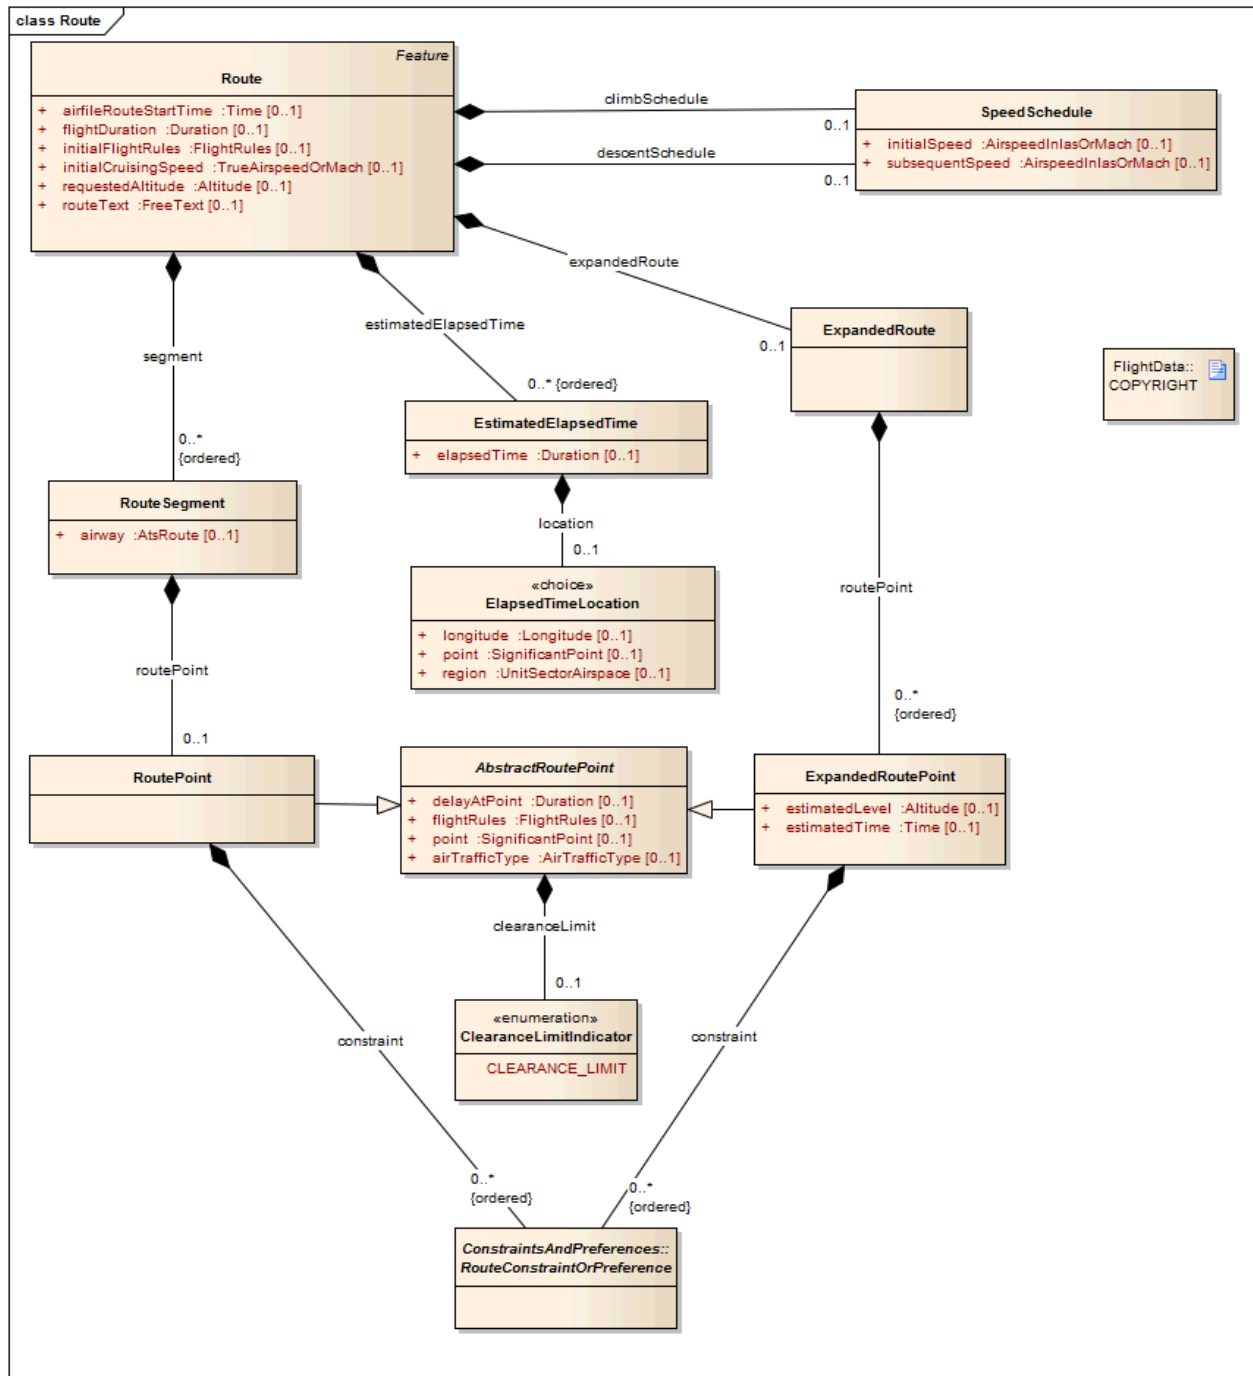 class Route
Feature
Route
+ airfileRouteStartTime :Time [0..1]
+ flightDuration :Duration [0..1]
+ initialFlightRules :FlightRules [0..1]
+ initialCruisingSpeed :TrueAirspeedOrMach [0..1]
+ requestedAltitude :Altitude [0..1]
+ routeText :FreeText [0..1]
climbSchedule
0..1
descentSchedule
0..1
SpeedSchedule
+ initialSpeed :AirspeedInIasOrMach [0..1]
+ subsequentSpeed :AirspeedInIasOrMach [0..1]
expandedRoute
0..1
ExpandedRoute
FlightData::
COPYRIGHT
estimatedElapsedTime
0..* {ordered}
segment
0..*
{ordered}
EstimatedElapsedTime
+ elapsedTime :Duration [0..1]
RouteSegment
+ airway :AtsRoute [0..1]
location
0..1
«choice»
ElapsedTimeLocation
+ longitude :Longitude [0..1]
+ point :SignificantPoint [0..1]
+ region :UnitSectorAirspace [0..1]
routePoint
0..*
{ordered}
routePoint
0..1
RoutePoint
AbstractRoutePoint
+ delayAtPoint :Duration [0..1]
+ flightRules :FlightRules [0..1]
+ point :SignificantPoint [0..1]
+ airTrafficType :AirTrafficType [0..1]
ExpandedRoutePoint
+ estimatedLevel :Altitude [0..1]
+ estimatedTime :Time [0..1]
clearanceLimit
0..1
«enumeration»
ClearanceLimitIndicator
CLEARANCE_LIMIT
constraint
0..*
{ordered}
constraint
0..*
{ordered}
ConstraintsAndPreferences::
RouteConstraintOrPreference